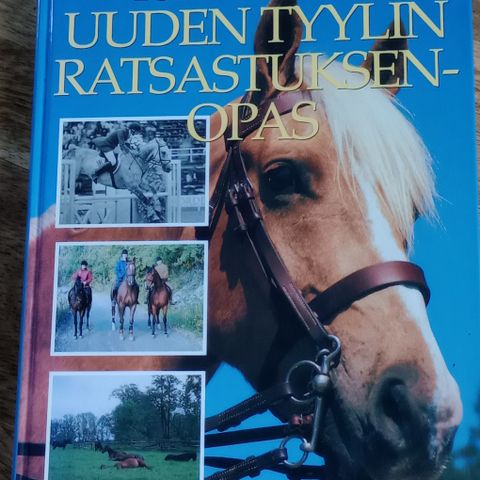 UUDEN TYYLIN
RATSASTUKSEN-
OPAS